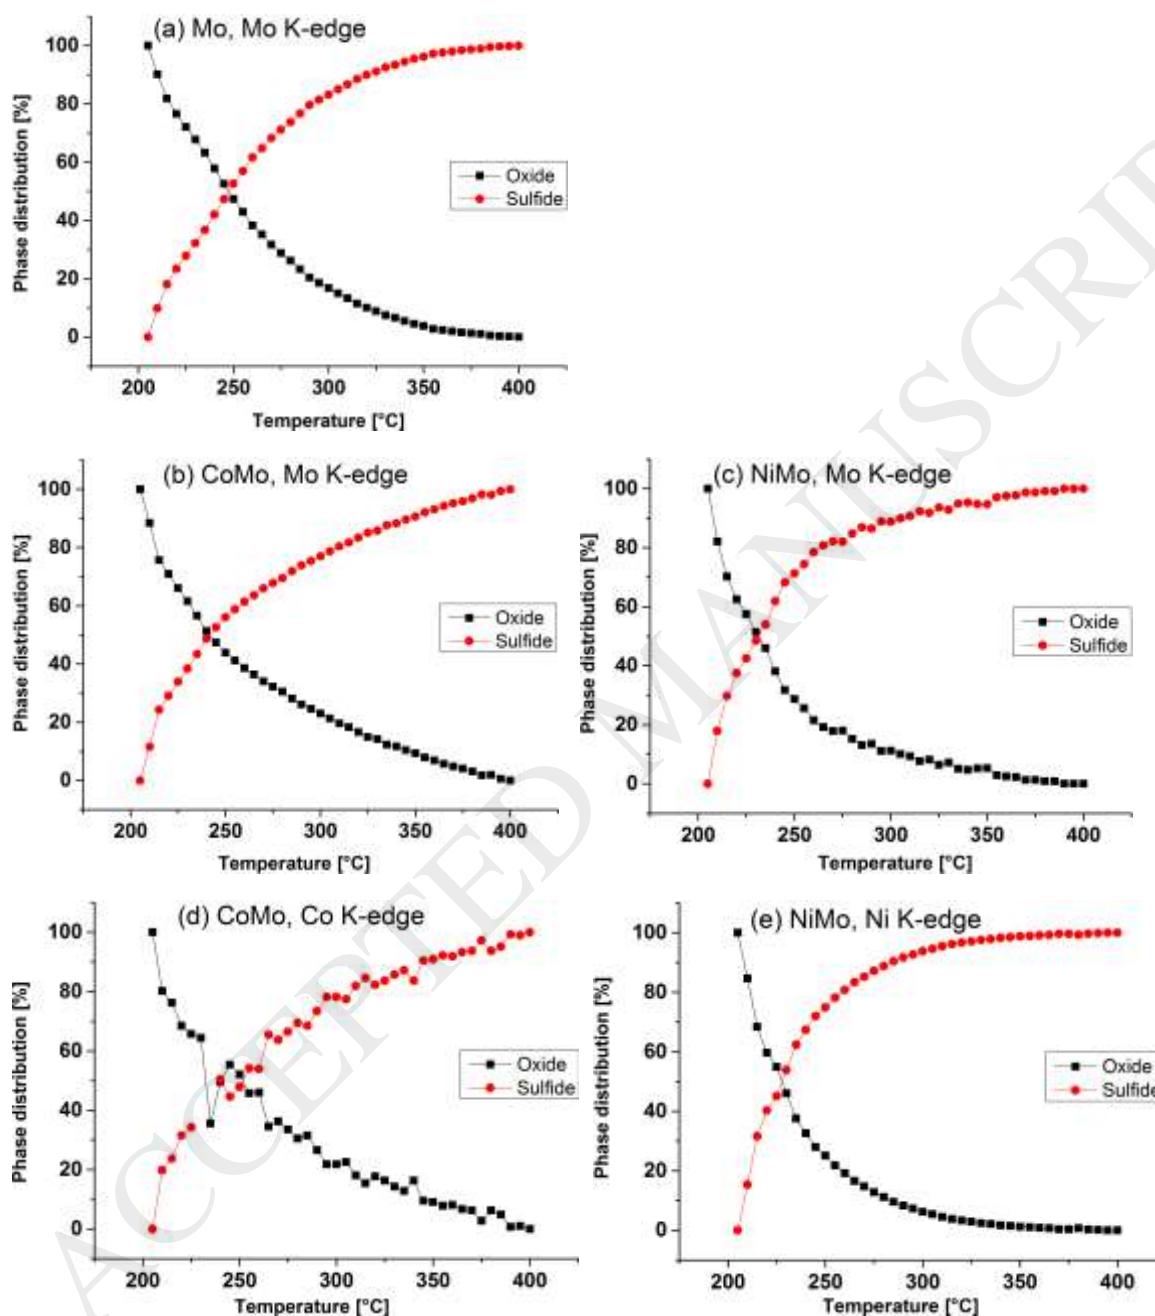 (a) Mo, Mo K-edge
100
80
60
40
20
0
Phase distribution [%]
Oxide
Sulfide
200 250 300 350 400
Temperature [°C]
(b) CoMo, Mo K-edge
100
80
60
40
20
0
Phase distribution [%]
Oxide
Sulfide
200 250 300 350 400
Temperature [°C]
(c) NiMo, Mo K-edge
100
80
60
40
20
0
Phase distribution [%]
Oxide
Sulfide
200 250 300 350 400
Temperature [°C]
(d) CoMo, Co K-edge
100
80
60
40
20
0
Phase distribution [%]
Oxide
Sulfide
200 250 300 350 400
Temperature [°C]
(e) NiMo, Ni K-edge
100
80
60
40
20
0
Phase distribution [%]
Oxide
Sulfide
200 250 300 350 400
Temperature [°C]
ACCEPTED MANUSCRIP